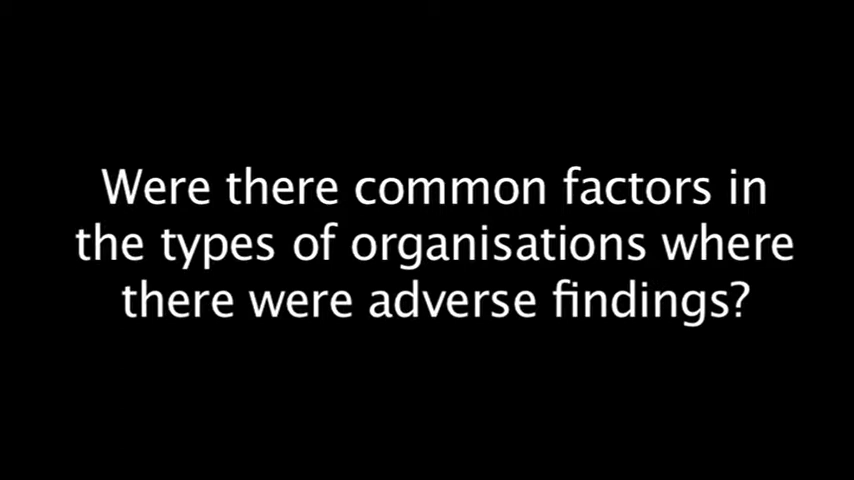 Were there common factors in
the types of organisations where
there were adverse findings?